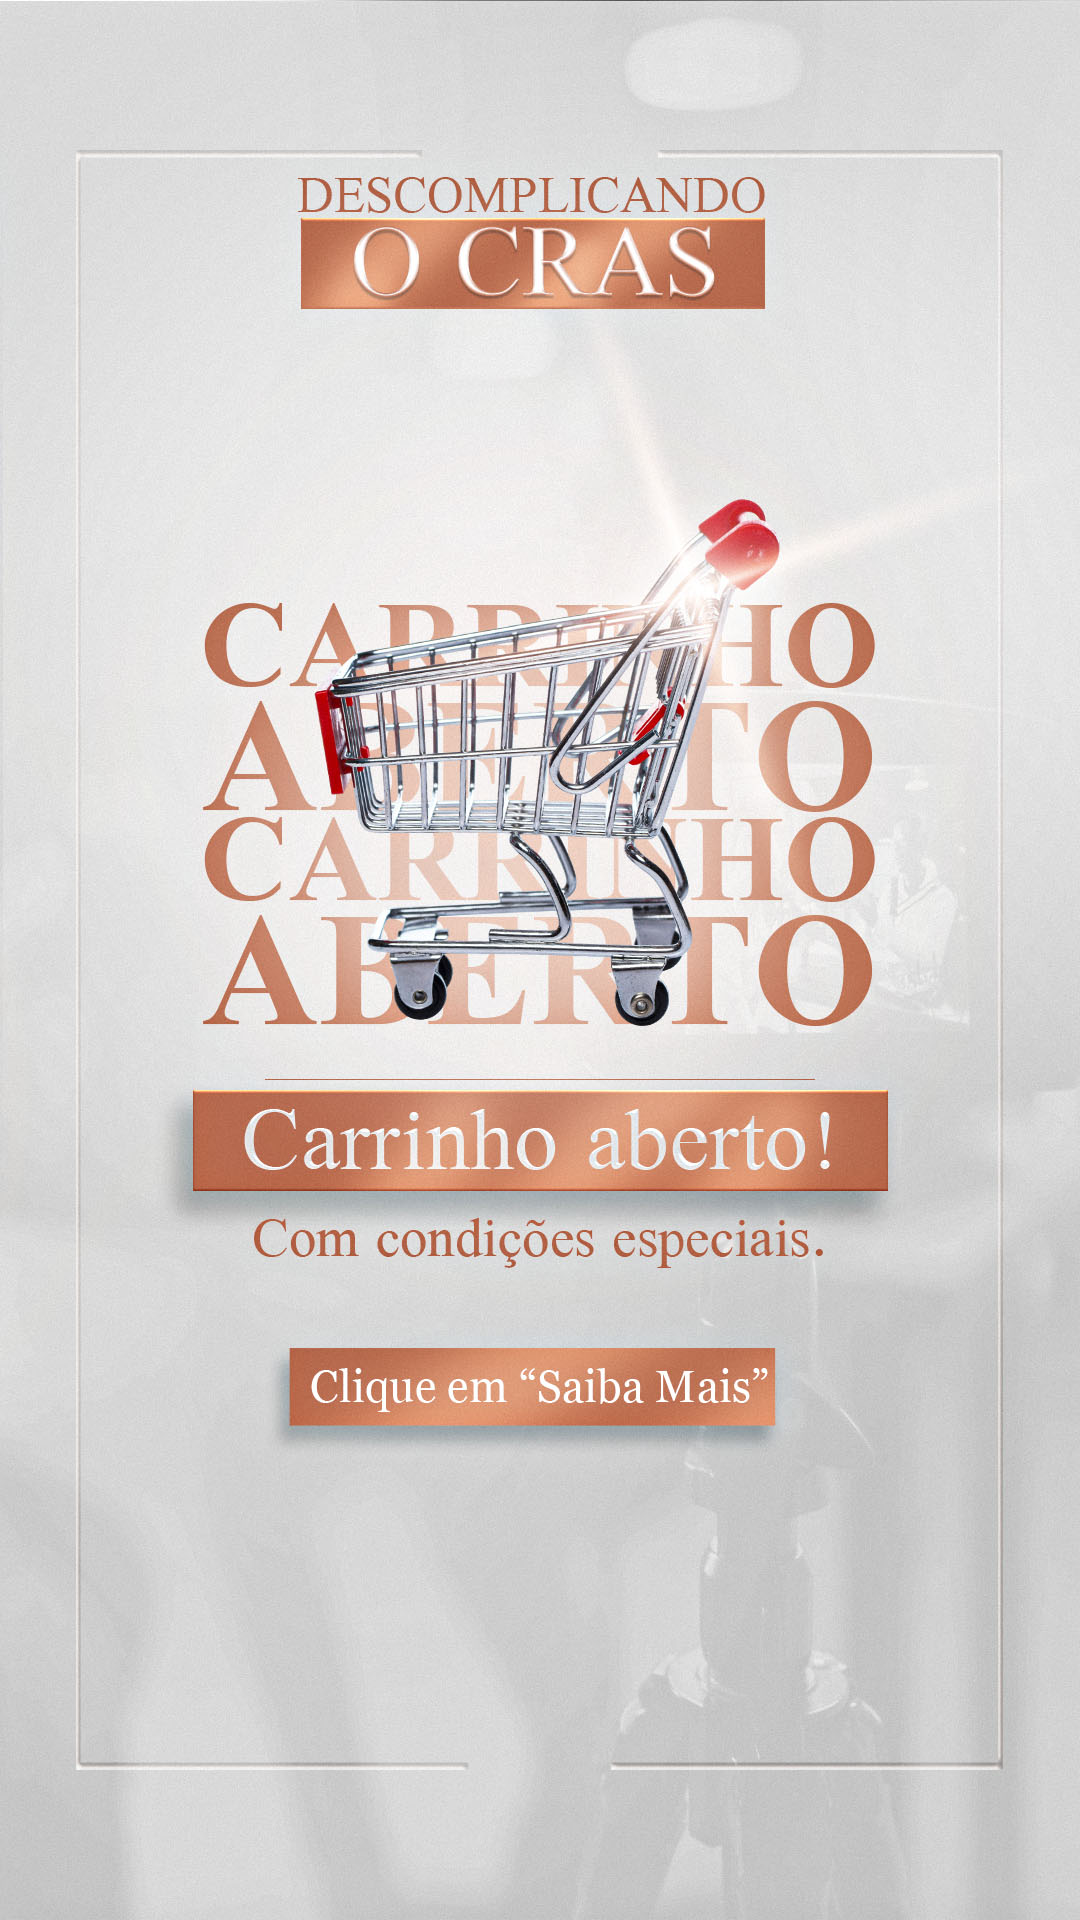 DESCOMPLICANDO
O CRAS
CARRINHO
ABERTO
CARRINHO
ABERTO
Carrinho aberto!
Com condições especiais.
Clique em “Saiba Mais”